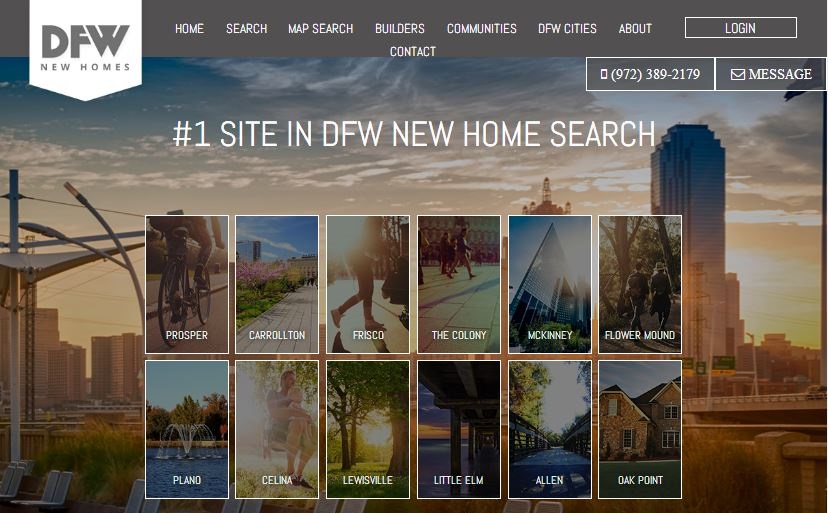 DFW
NEW HOMES
HOME SEARCH MAP SEARCH BUILDERS COMMUNITIES DFW CITIES ABOUT LOGIN
CONTACT
(972) 389-2179 MESSAGE
#1 SITE IN DFW NEW HOME SEARCH
PROSPER CARROLLTON FRISCO THE COLONY MCKINNEY FLOWER MOUND
PLANO CELINA LEWISVILLE LITTLE ELM ALLEN OAK POINT